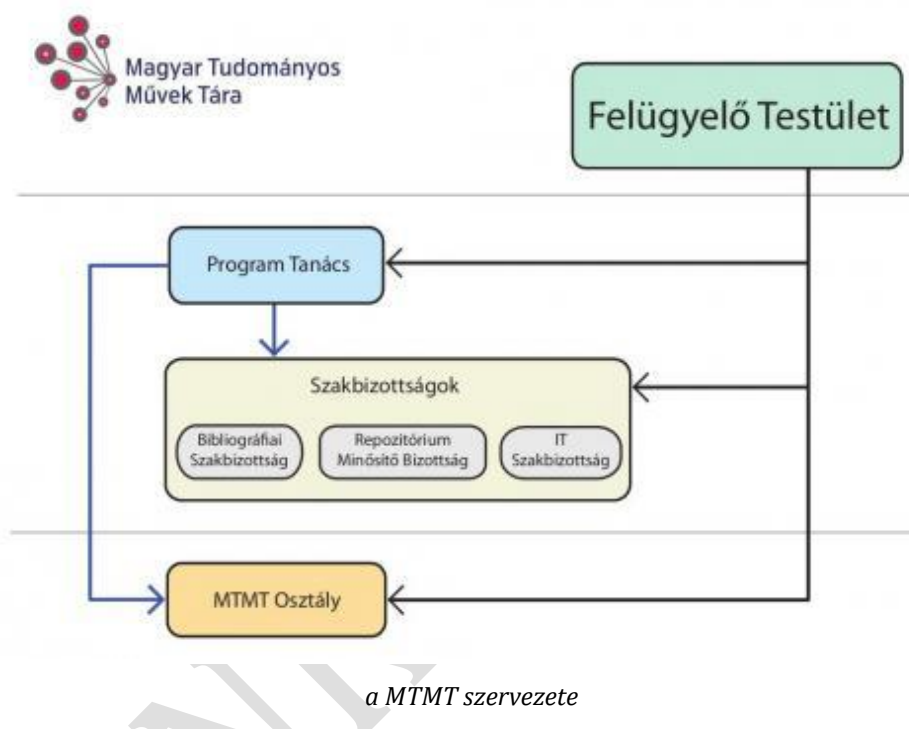 Magyar Tudományos
Művek Tára
Felügyelő Testület
Program Tanács
Szakbizottságok
Bibliográfiai
Szakbizottság
Repozitórium
Minősítő Bizottság
IT
Szakbizottság
MTMT Osztály
a MTMT szervezete